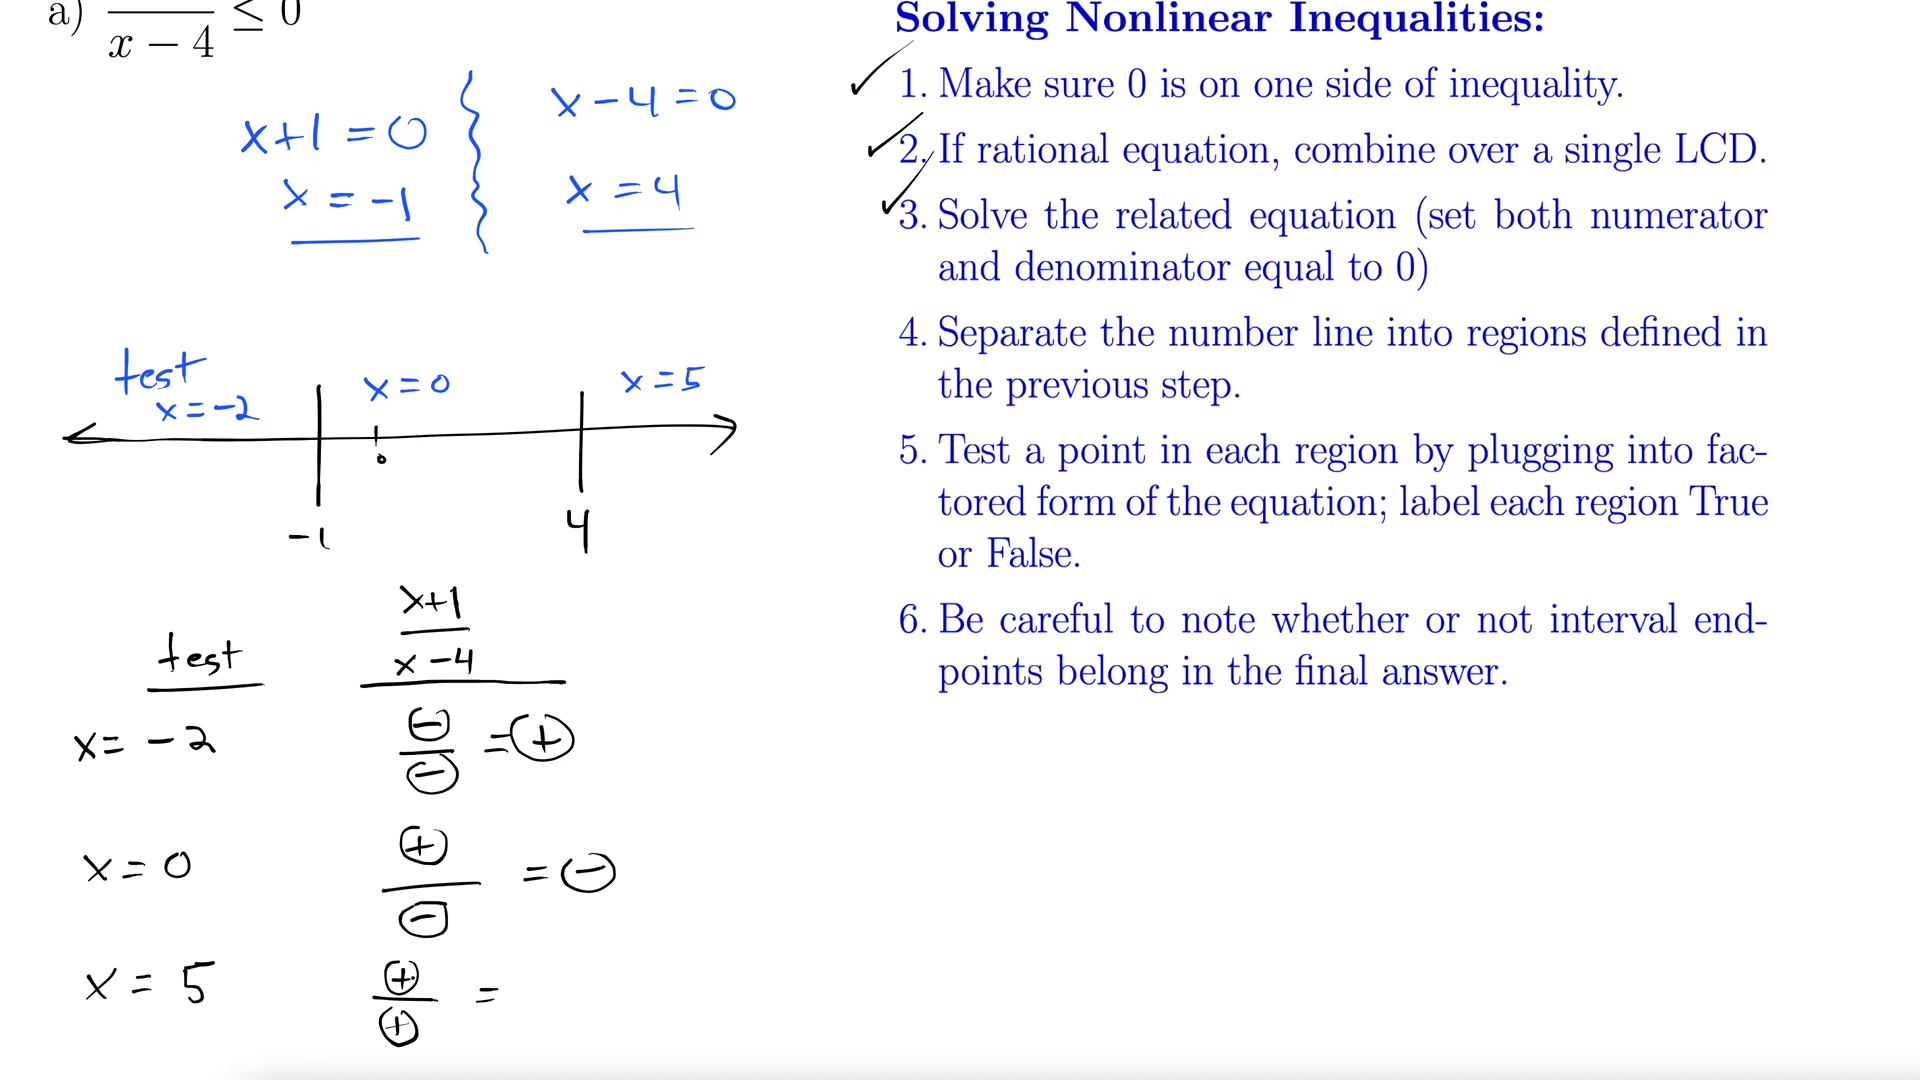 a) x − 4 ≤ 0
x+1 = 0
x = -1
x - 4 = 0
x = 4
test
x = -2
x = 0
x = 5
0
-1
4
test
x+1
x - 4
x = -2
- / - = +
x = 0
+ / - = -
x = 5
+ / + =
Solving Nonlinear Inequalities:
1. Make sure 0 is on one side of inequality.
2. If rational equation, combine over a single LCD.
3. Solve the related equation (set both numerator
and denominator equal to 0)
4. Separate the number line into regions defined in
the previous step.
5. Test a point in each region by plugging into fac-
tored form of the equation; label each region True
or False.
6. Be careful to note whether or not interval end-
points belong in the final answer.